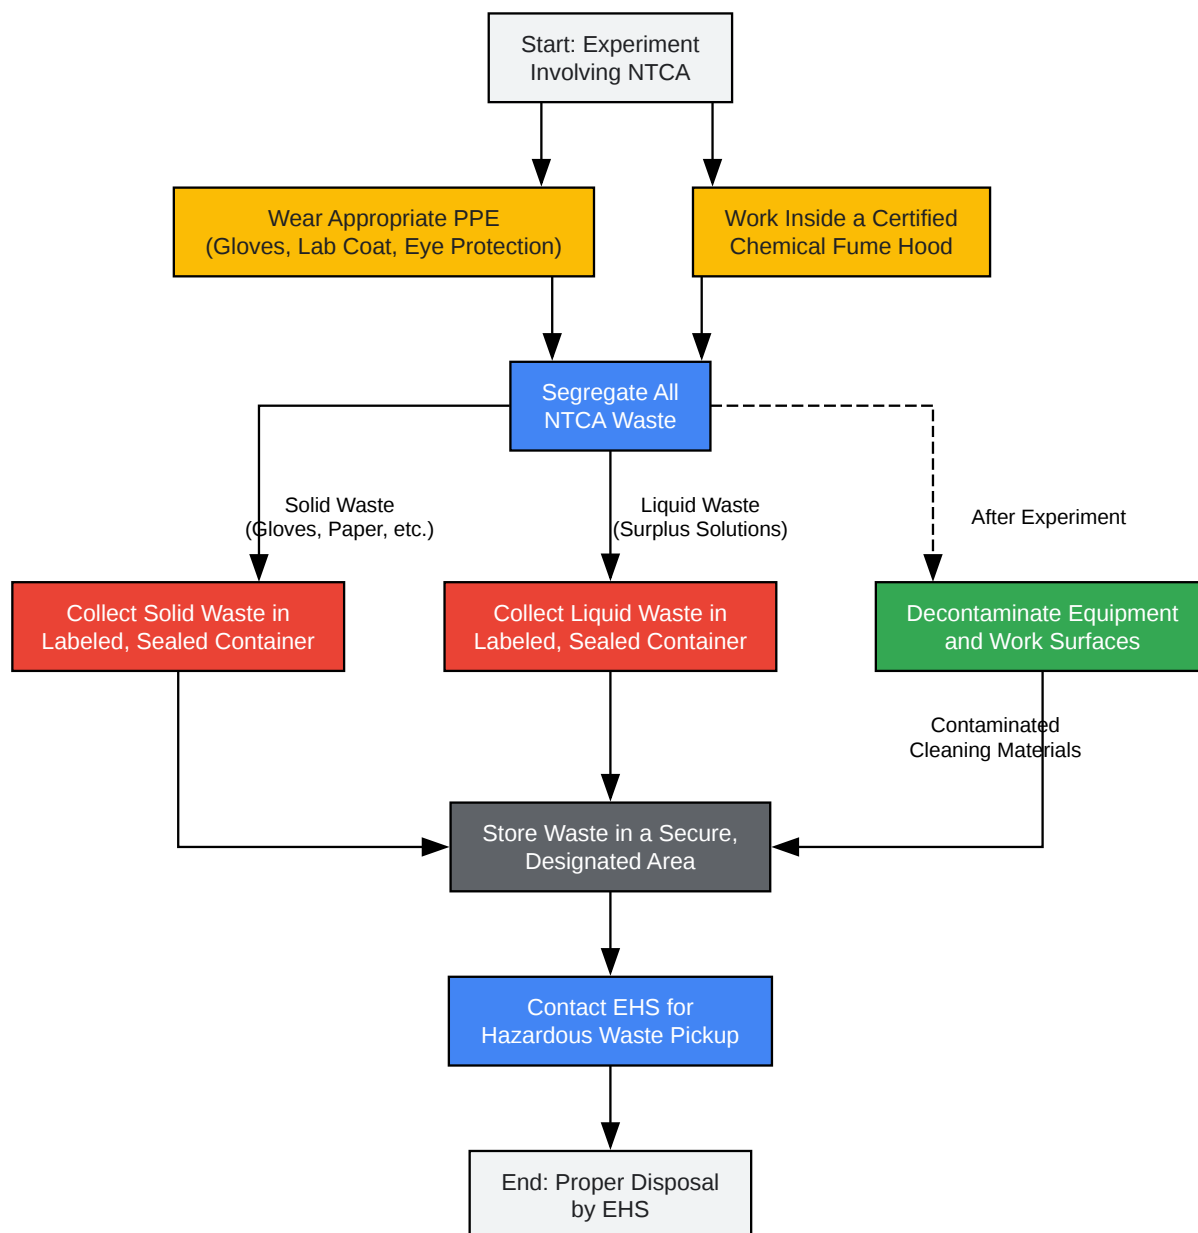 Start: Experiment
Involving NTCA
Wear Appropriate PPE
(Gloves, Lab Coat, Eye Protection)
Work Inside a Certified
Chemical Fume Hood
Segregate All
NTCA Waste
Solid Waste
(Gloves, Paper, etc.)
Liquid Waste
(Surplus Solutions)
After Experiment
Collect Solid Waste in
Labeled, Sealed Container
Collect Liquid Waste in
Labeled, Sealed Container
Decontaminate Equipment
and Work Surfaces
Contaminated
Cleaning Materials
Store Waste in a Secure,
Designated Area
Contact EHS for
Hazardous Waste Pickup
End: Proper Disposal
by EHS